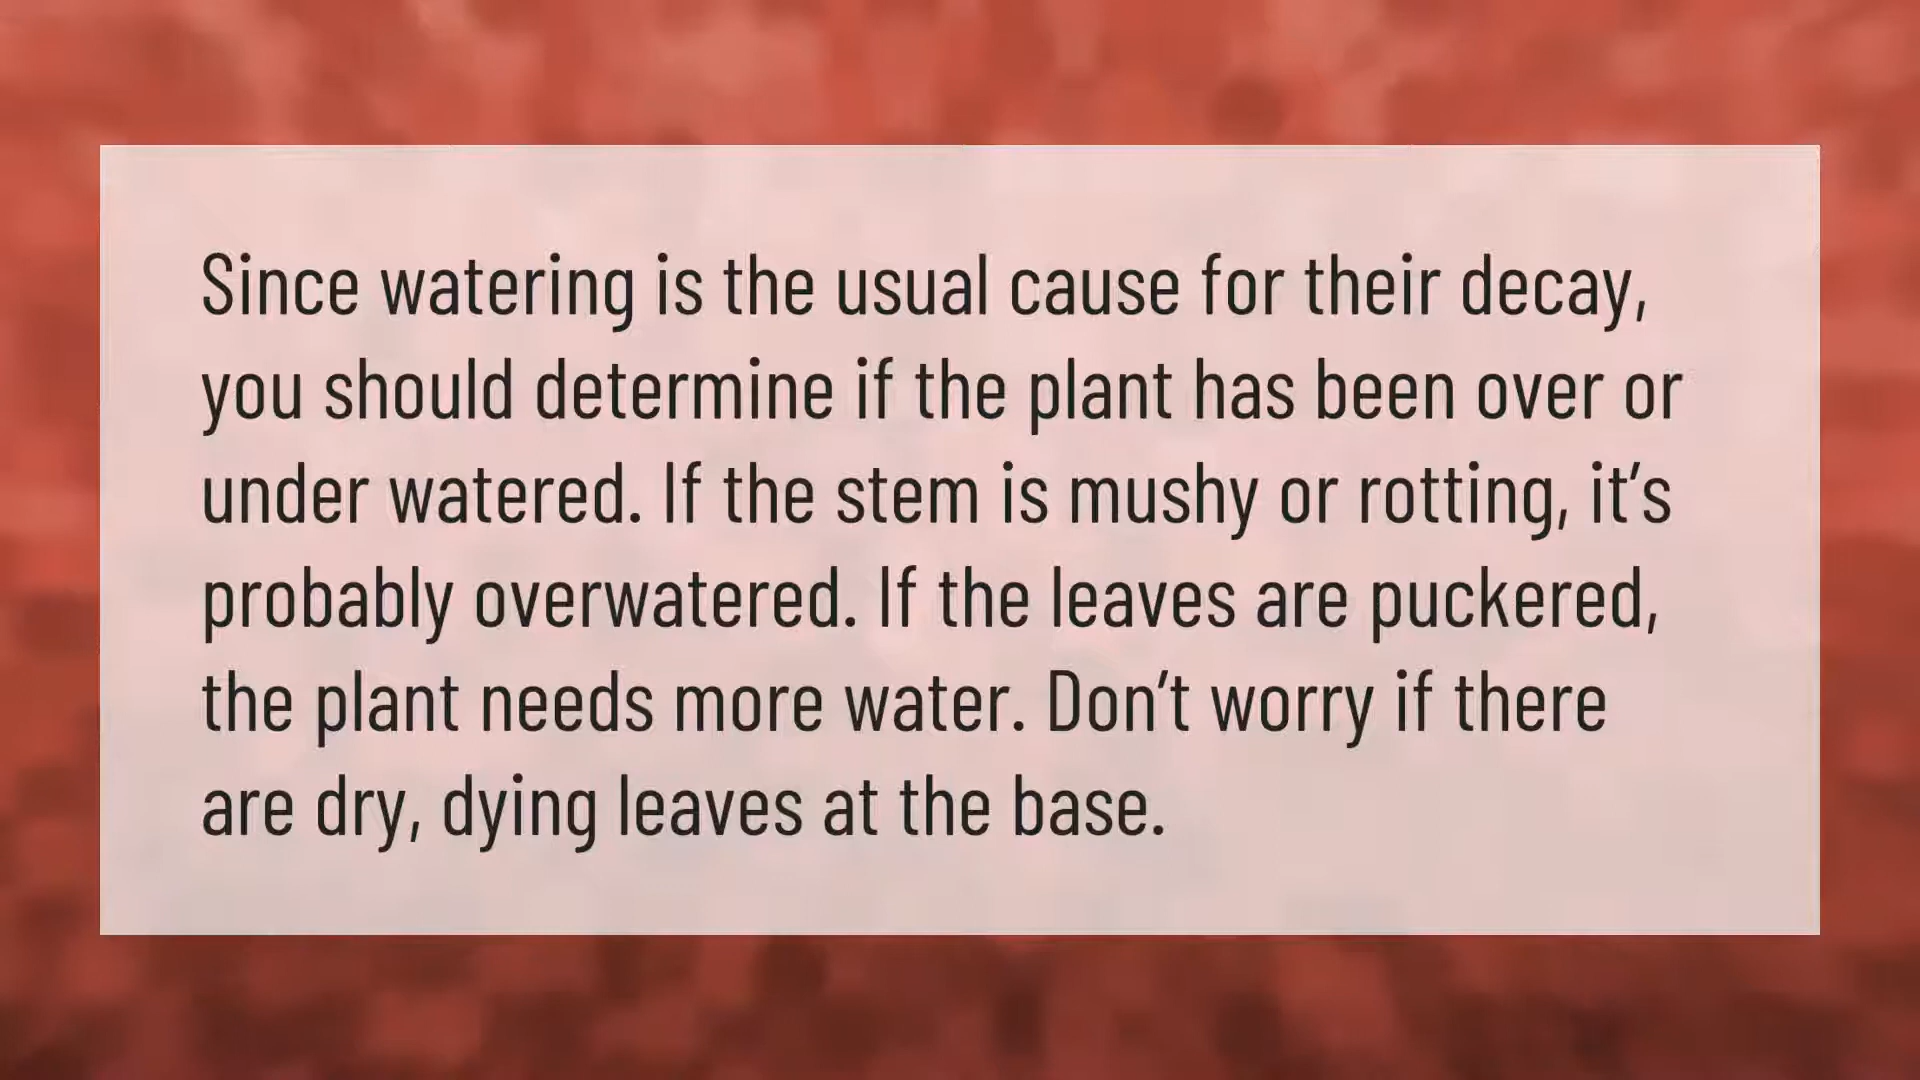 Since watering is the usual cause for their decay,
you should determine if the plant has been over or
under watered. If the stem is mushy or rotting, it’s
probably overwatered. If the leaves are puckered,
the plant needs more water. Don’t worry if there
are dry, dying leaves at the base.